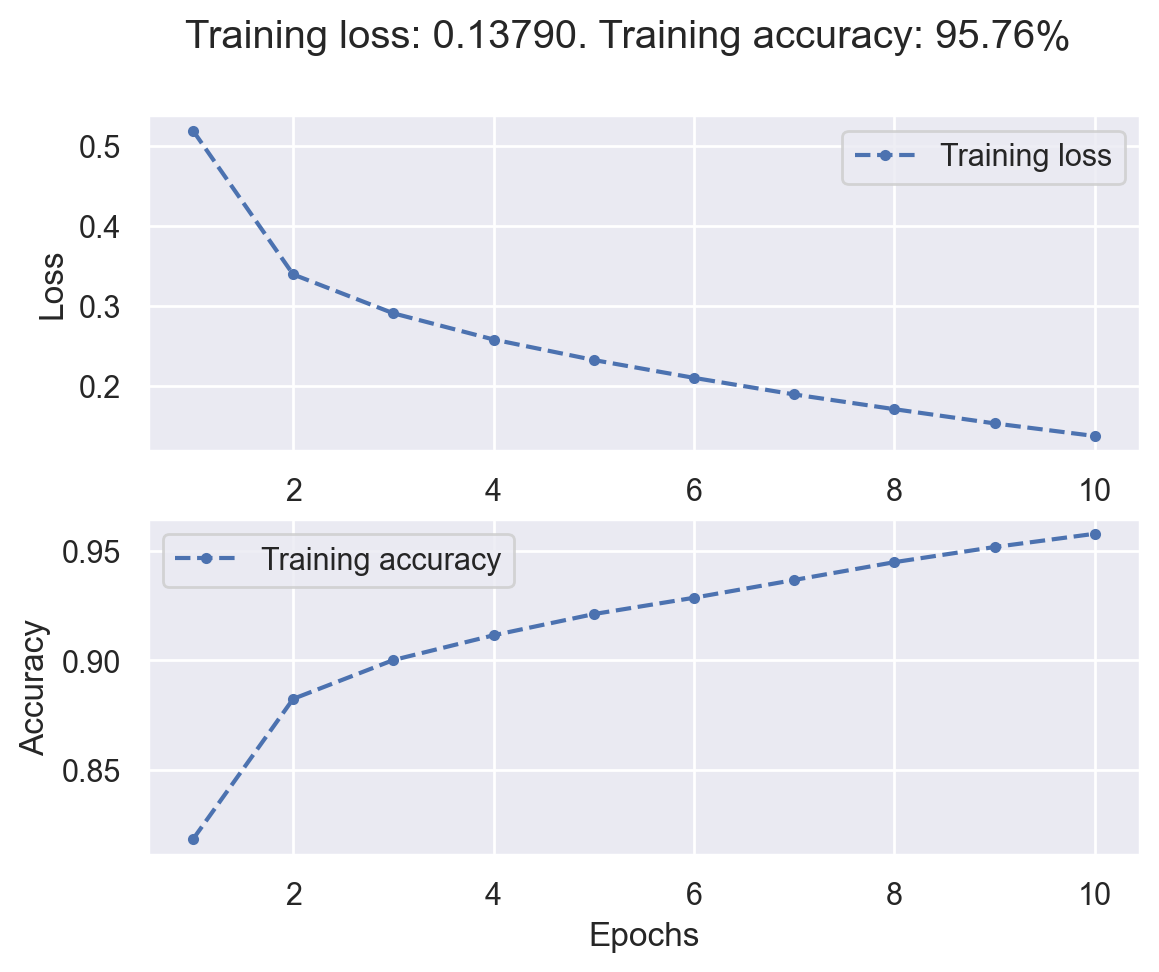 Training loss: 0.13790. Training accuracy: 95.76%
Training loss
0.5
0.4
0.3
0.2
Loss
2 4 6 8 10
Training accuracy
0.95
0.90
0.85
Accuracy
2 4 6 8 10
Epochs